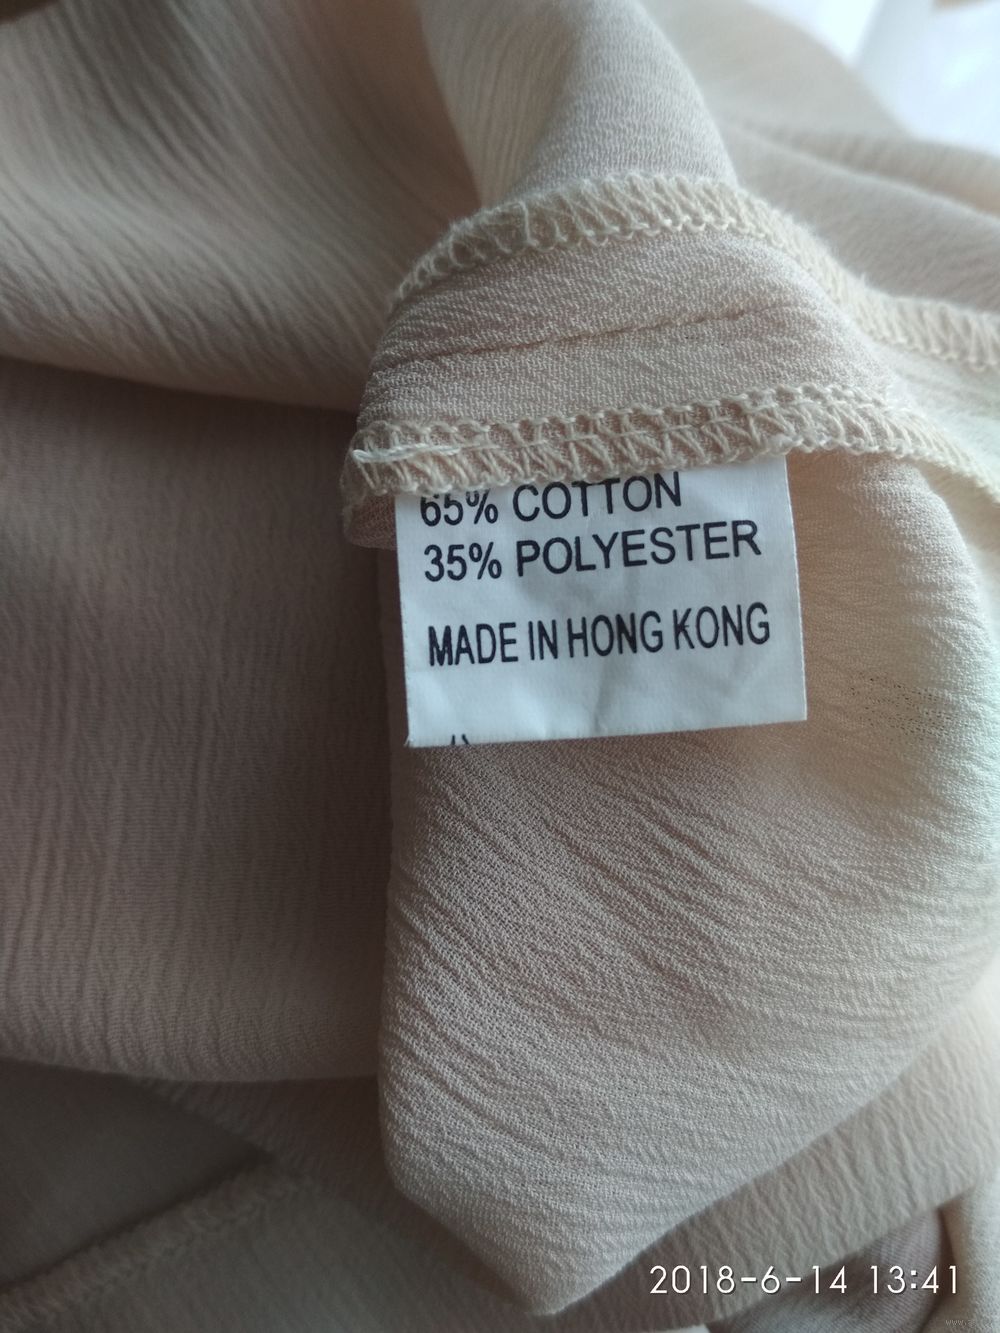 65% COTTON
35% POLYESTER
MADE IN HONG KONG
2018-6-14 13:41